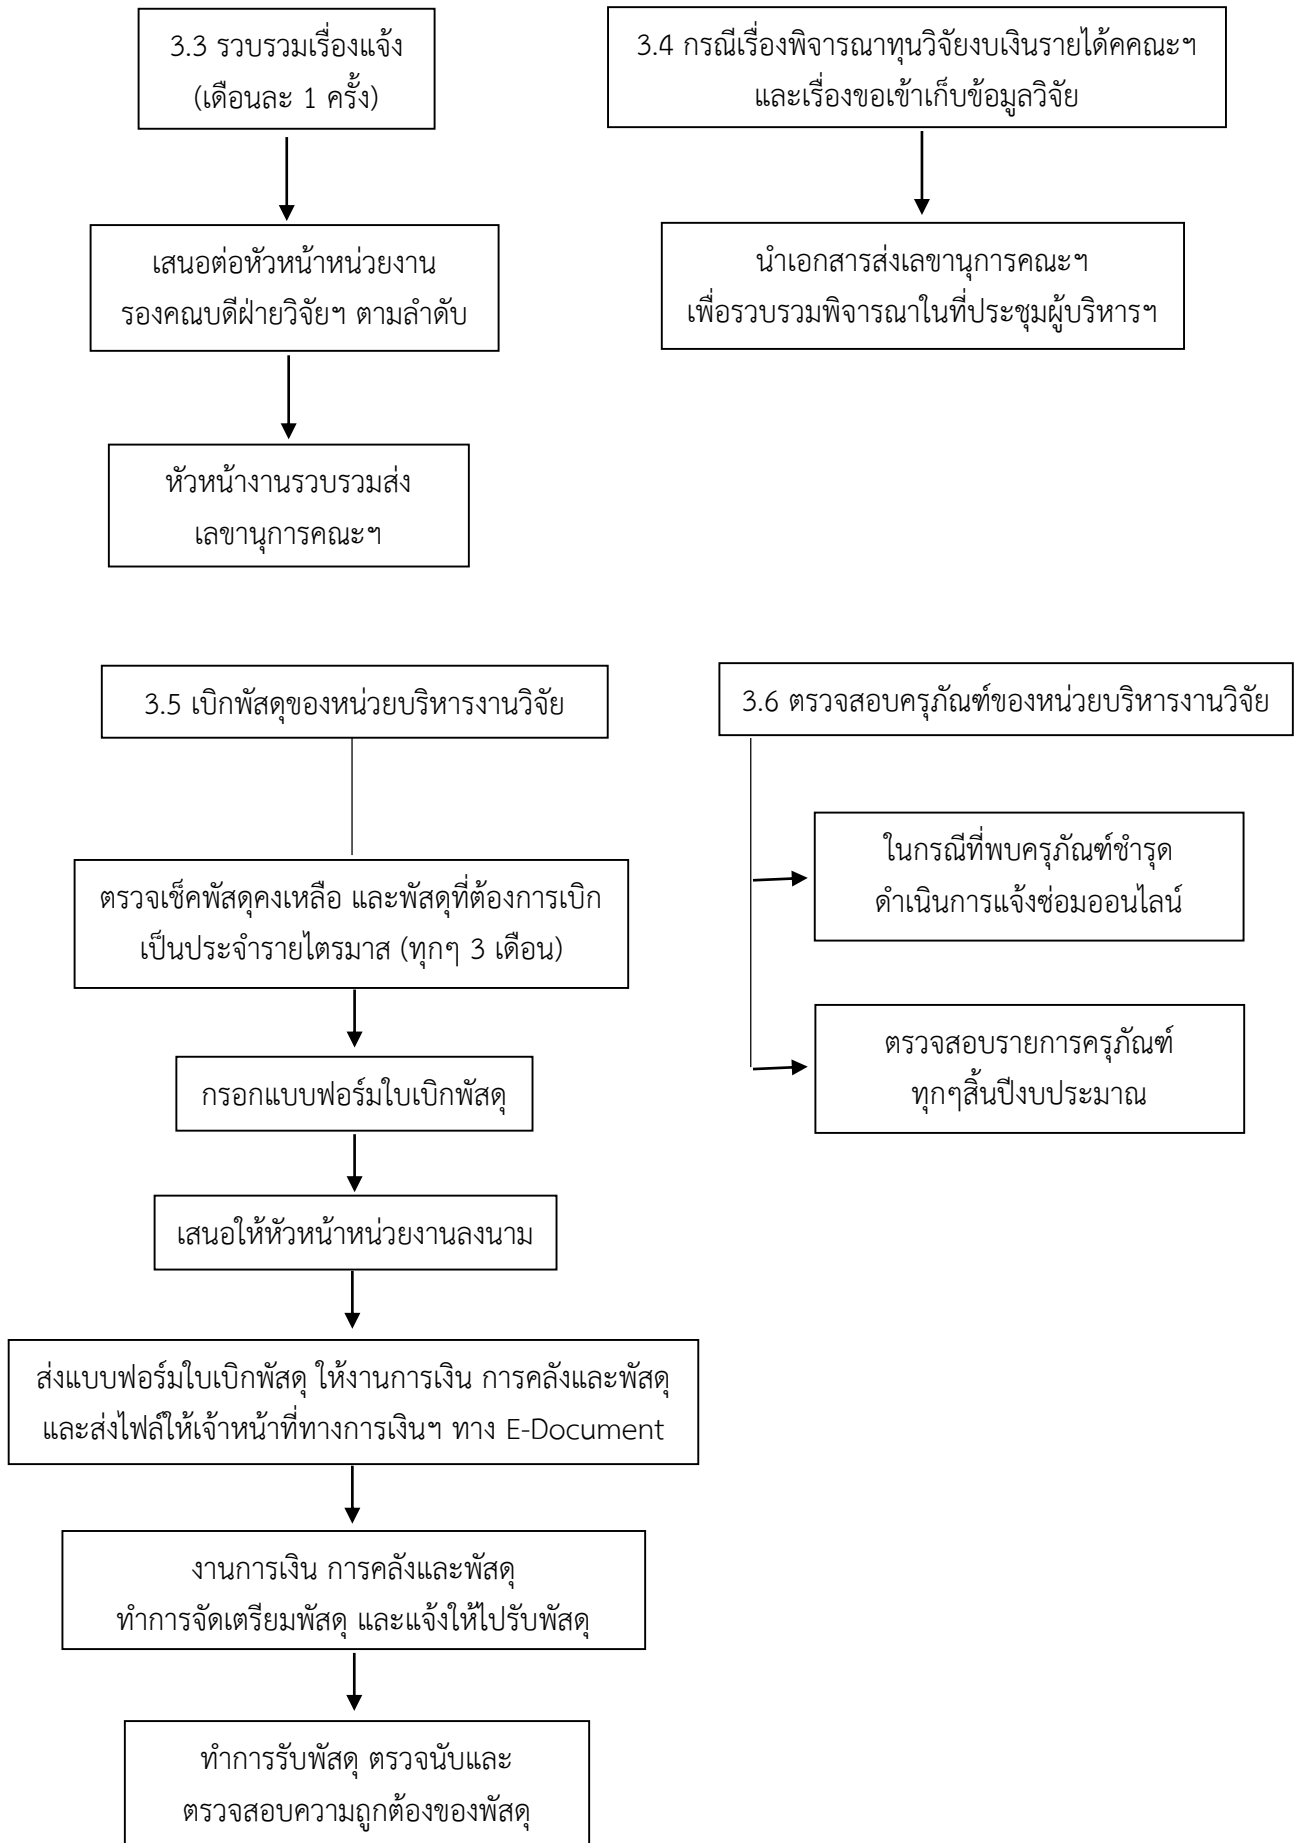 3.3 รวบรวมเรื่องแจ้ง
(เดือนละ 1 ครั้ง)
เสนอต่อหัวหน้าหน่วยงาน
รองคณบดีฝ่ายวิจัยฯ ตามลำดับ
หัวหน้างานรวบรวมส่ง
เลขานุการคณะฯ
3.4 กรณีเรื่องพิจารณาทุนวิจัยงบเงินรายได้คคณะฯ
และเรื่องขอเข้าเก็บข้อมูลวิจัย
นำเอกสารส่งเลขานุการคณะฯ
เพื่อรวบรวมพิจารณาในที่ประชุมผู้บริหารฯ
3.5 เบิกพัสดุของหน่วยบริหารงานวิจัย
ตรวจเช็คพัสดุคงเหลือ และพัสดุที่ต้องการเบิก
เป็นประจำรายไตรมาส (ทุกๆ 3 เดือน)
กรอกแบบฟอร์มใบเบิกพัสดุ
เสนอให้หัวหน้าหน่วยงานลงนาม
ส่งแบบฟอร์มใบเบิกพัสดุ ให้งานการเงิน การคลังและพัสดุ
และส่งไฟล์ให้เจ้าหน้าที่ทางการเงินฯ ทาง E-Document
งานการเงิน การคลังและพัสดุ
ทำการจัดเตรียมพัสดุ และแจ้งให้ไปรับพัสดุ
ทำการรับพัสดุ ตรวจนับและ
ตรวจสอบความถูกต้องของพัสดุ
3.6 ตรวจสอบครุภัณฑ์ของหน่วยบริหารงานวิจัย
ในกรณีที่พบครุภัณฑ์ชำรุด
ดำเนินการแจ้งซ่อมออนไลน์
ตรวจสอบรายการครุภัณฑ์
ทุกๆสิ้นปีงบประมาณ